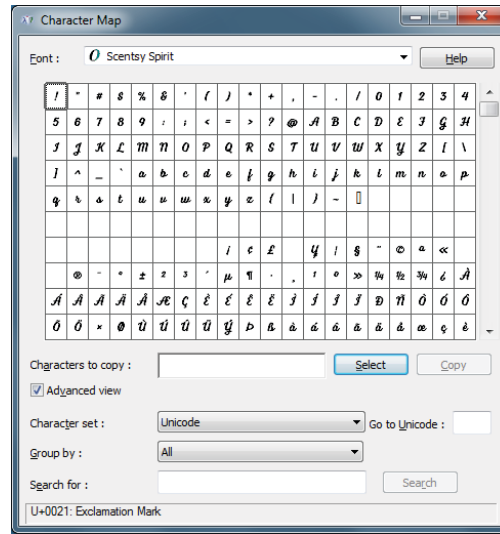 Character Map
Font : O Scentsy Spirit Help
! " # $ % & ' ( ) * + , - . / 0 1 2 3 4
5 6 7 8 9 : ; < = > ? @ A B C D E F G H
I J K L M N O P Q R S T U V W X Y Z [ \
] ^ _ ` a b c d e f g h i j k l m n o p
q r s t u v w x y z { | } ~
¡ ¢ £ ¥ ¦ § ¨ © ª «
® ¯ ° ± ² ³ ´ µ ¶ · ¸ ¹ º » ¼ ½ ¾ ¿ À
Á Â Ã Ä Å Æ Ç È É Ê Ë Ì Í Î Ï Ð Ñ Ò Ó Ô
Õ Ö × Ø Ù Ú Û Ü Ý Þ ß à á â ã ä å æ ç è
Characters to copy : Select Copy
Advanced view
Character set : Unicode Go to Unicode :
Group by : All
Search for : Search
U+0021: Exclamation Mark